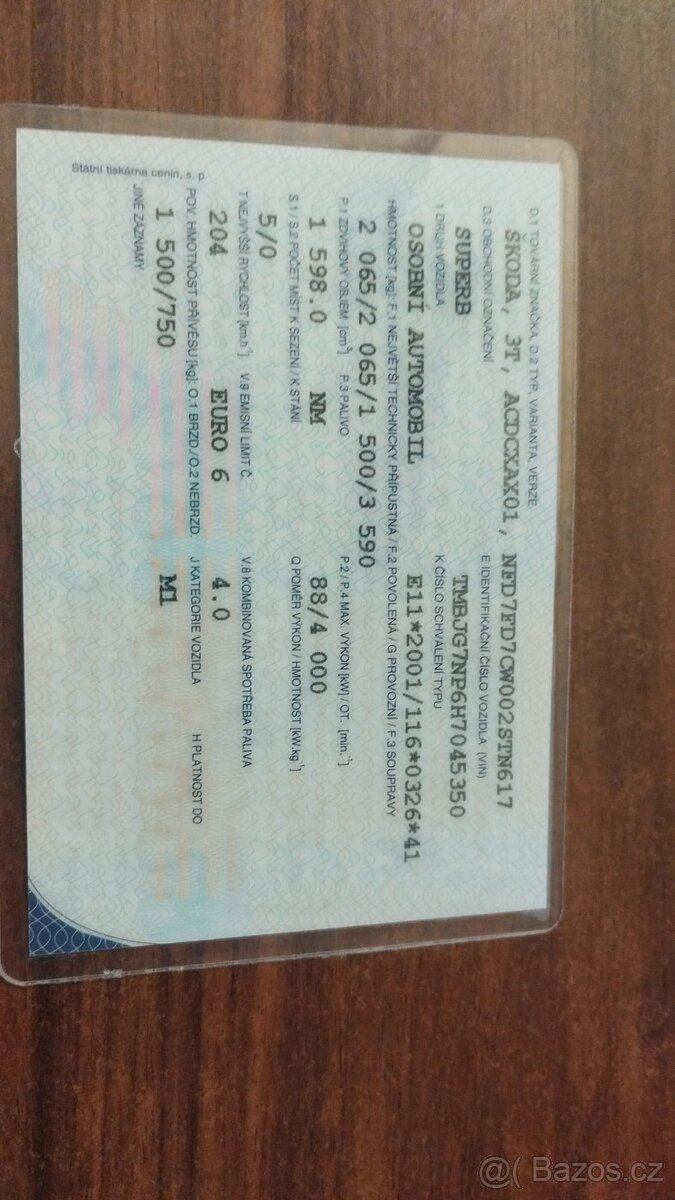 D.1 TOVÁRNÍ ZNAČKA, D.2 TYP, VARIANTA, VERZE
ŠKODA, 3T, ACDCXAX01, NFD7FD7CW002STN617
D.3 OBCHODNÍ OZNAČENÍ E IDENTIFIKAČNÍ ČÍSLO VOZIDLA (VIN)
SUPERB TMBJG7NP6H7045350
1 DRUH VOZIDLA K ČÍSLO SCHVÁLENÍ TYPU
OSOBNÍ AUTOMOBIL E11*2001/116*0326*41
HMOTNOST [kg]: F.1 NEJVĚTŠÍ TECHNICKY PŘÍPUSTNÁ / F.2 POVOLENÁ / G PROVOZNÍ / F.3 SOUPRAVY
2 065/2 065/1 500/3 590
P.1 ZDVIHOVÝ OBJEM [cm³] P.3 PALIVO P.2 / P.4 MAX. VÝKON [kW] / OT. [min.⁻¹]
1 598.0 NM 88/4 000
S.1 / S.2 POČET MÍST K SEZENÍ / K STÁNÍ Q POMĚR VÝKON / HMOTNOST [kW.kg⁻¹]
5/0
T NEJVYŠŠÍ RYCHLOST [km.h⁻¹] V.9 EMISNÍ LIMIT Č. V.8 KOMBINOVANÁ SPOTŘEBA PALIVA
204 EURO 6 4.0
POV. HMOTNOST PŘÍVĚSU [kg]: O.1 BRZD./O.2 NEBRZD. J KATEGORIE VOZIDLA H PLATNOST DO
1 500/750 M1
JINÉ ZÁZNAMY
Státní tiskárna cenin, s. p.
@( Bazos.cz